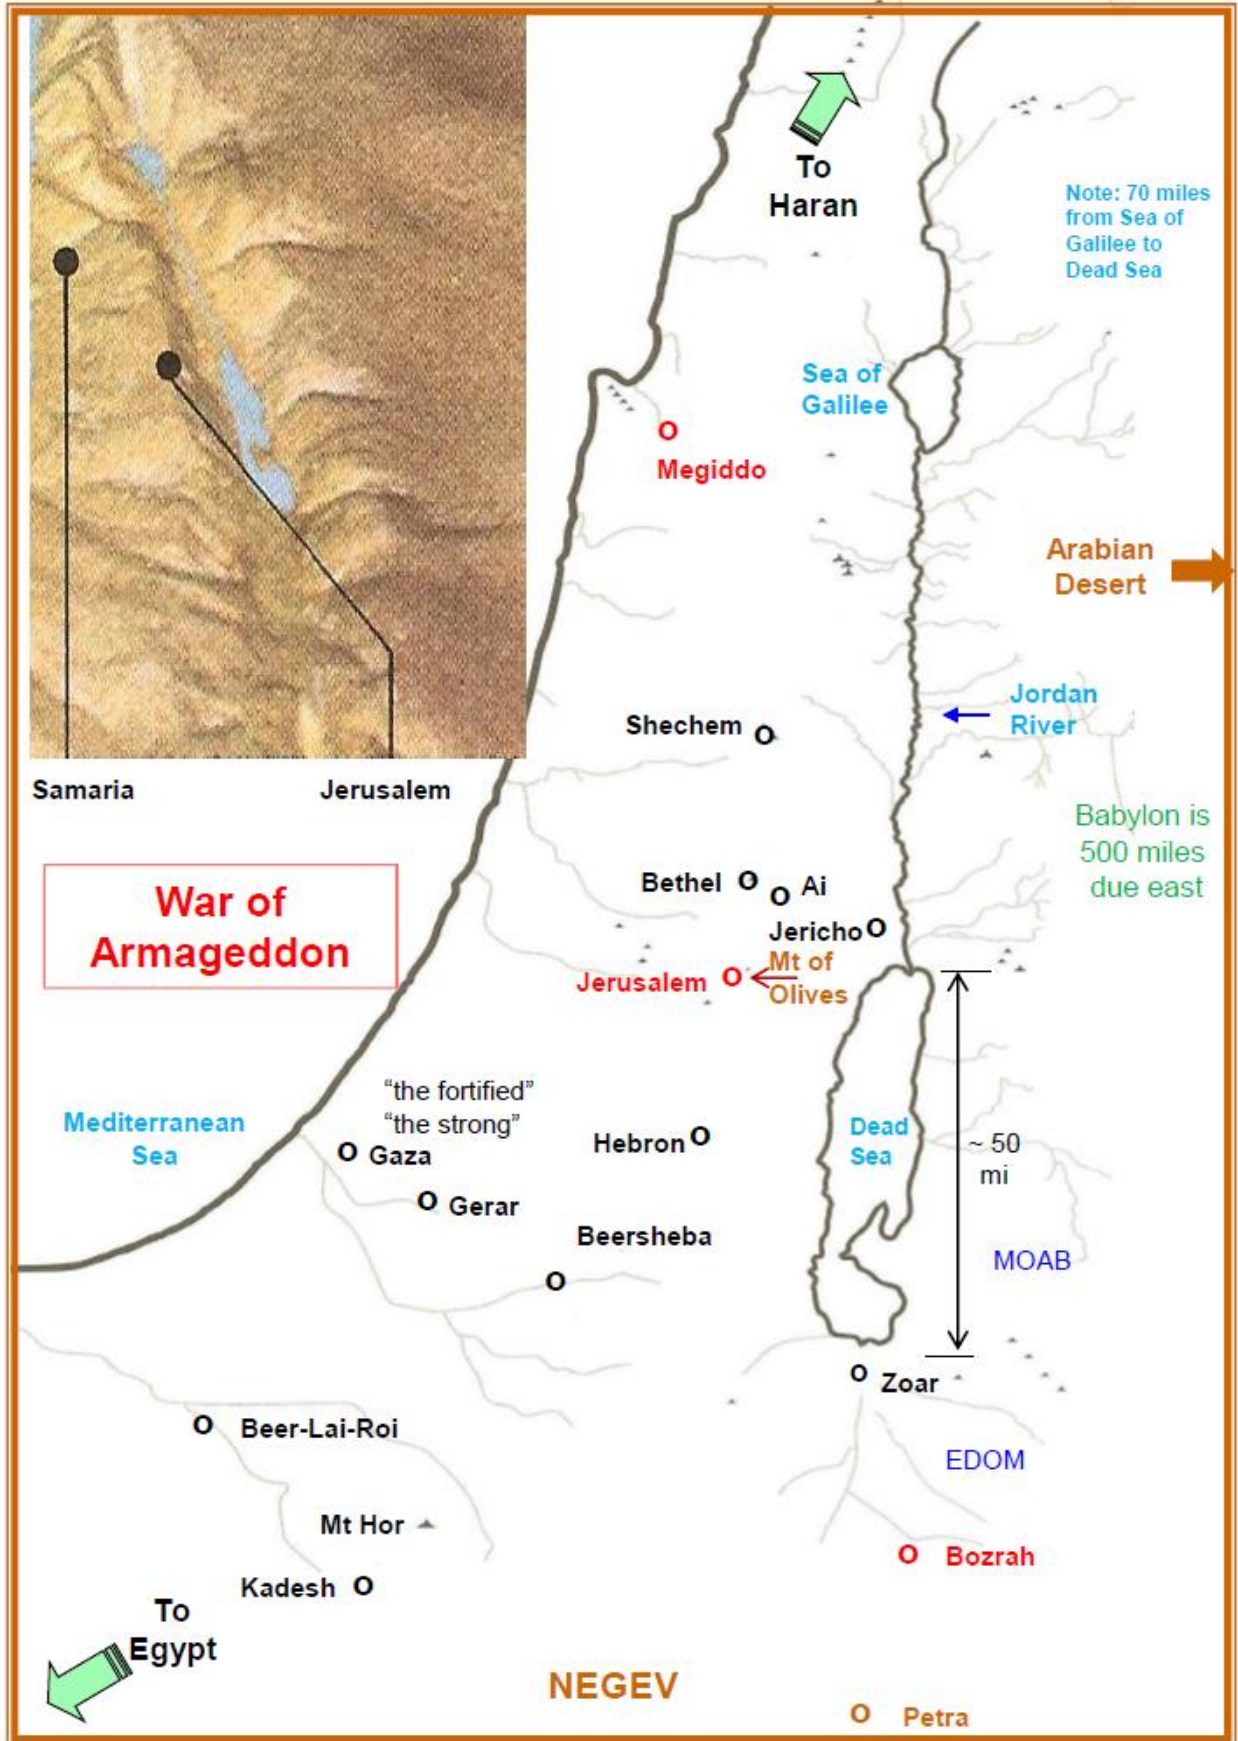 To
Haran
Note: 70 miles
from Sea of
Galilee to
Dead Sea
Sea of
Galilee
Megiddo
Arabian
Desert
Jordan
River
Shechem
Samaria
Jerusalem
Babylon is
500 miles
due east
War of
Armageddon
Bethel
Ai
Jericho
Mt of
Olives
Jerusalem
"the fortified"
"the strong"
Mediterranean
Sea
Gaza
Hebron
Dead
Sea
~ 50
mi
Gerar
Beersheba
MOAB
Zoar
Beer-Lai-Roi
EDOM
Mt Hor
Bozrah
Kadesh
To
Egypt
NEGEV
Petra